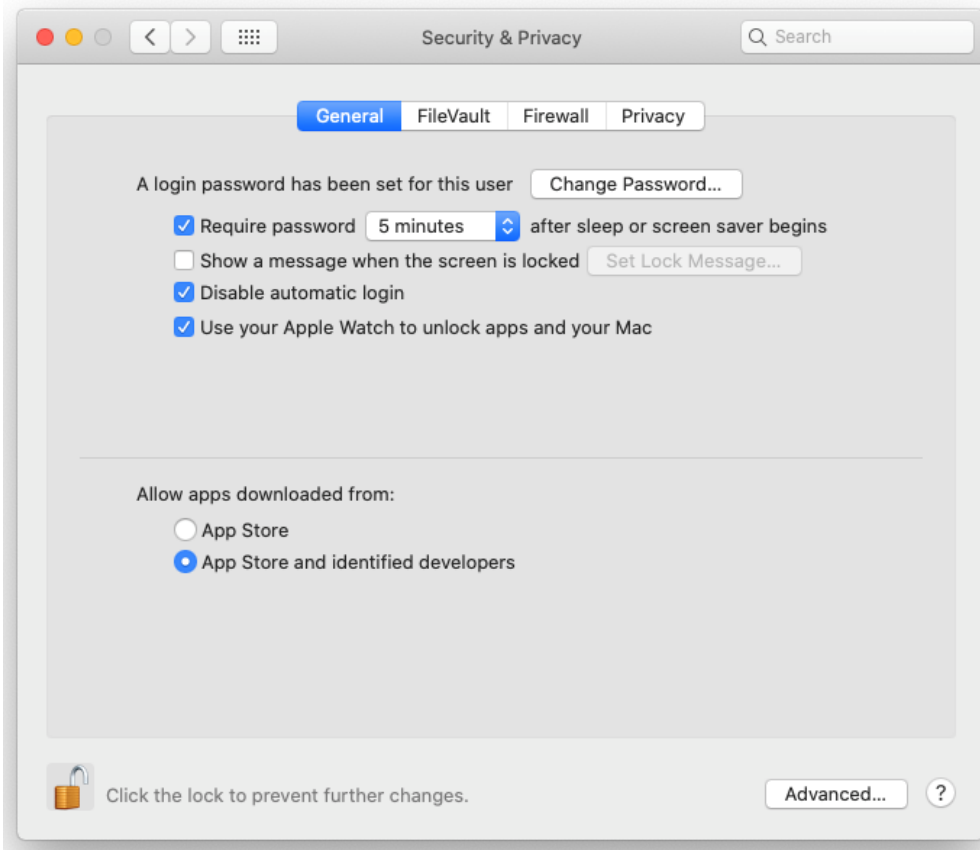 Security & Privacy
Search
General FileVault Firewall Privacy
A login password has been set for this user Change Password...
Require password 5 minutes after sleep or screen saver begins
Show a message when the screen is locked Set Lock Message...
Disable automatic login
Use your Apple Watch to unlock apps and your Mac
Allow apps downloaded from:
App Store
App Store and identified developers
Click the lock to prevent further changes.
Advanced... ?